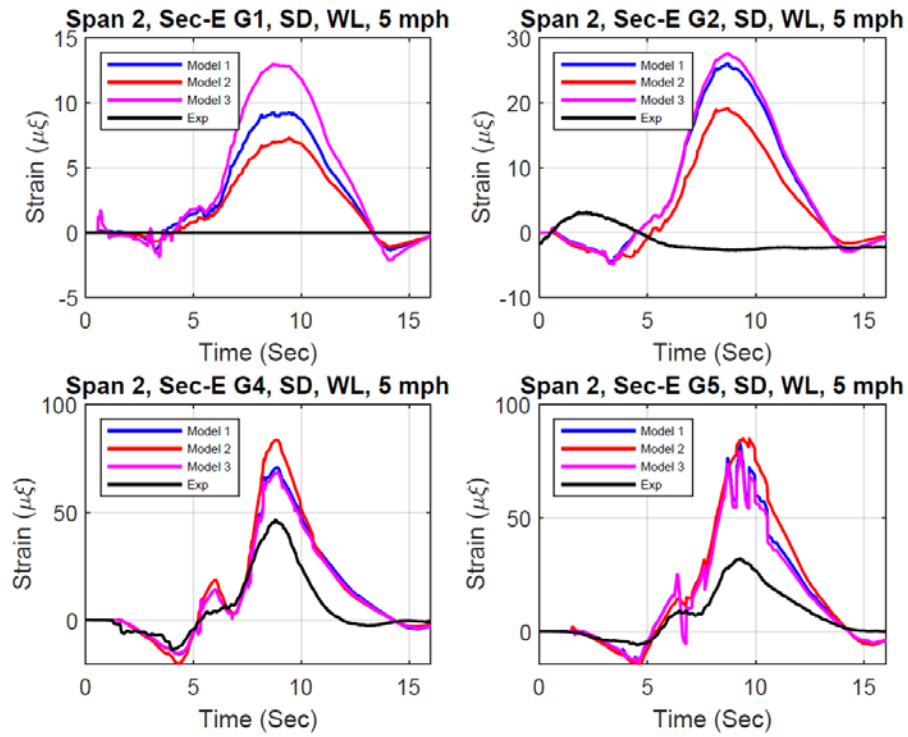 Span 2, Sec-E G1, SD, WL, 5 mph
15
10
5
0
-5
Strain (μξ)
Model 1
Model 2
Model 3
Exp
0 5 10 15
Time (Sec)
Span 2, Sec-E G2, SD, WL, 5 mph
30
20
10
0
-10
Strain (μξ)
Model 1
Model 2
Model 3
Exp
0 5 10 15
Time (Sec)
Span 2, Sec-E G4, SD, WL, 5 mph
100
50
0
Strain (μξ)
Model 1
Model 2
Model 3
Exp
0 5 10 15
Time (Sec)
Span 2, Sec-E G5, SD, WL, 5 mph
100
50
0
Strain (μξ)
Model 1
Model 2
Model 3
Exp
0 5 10 15
Time (Sec)